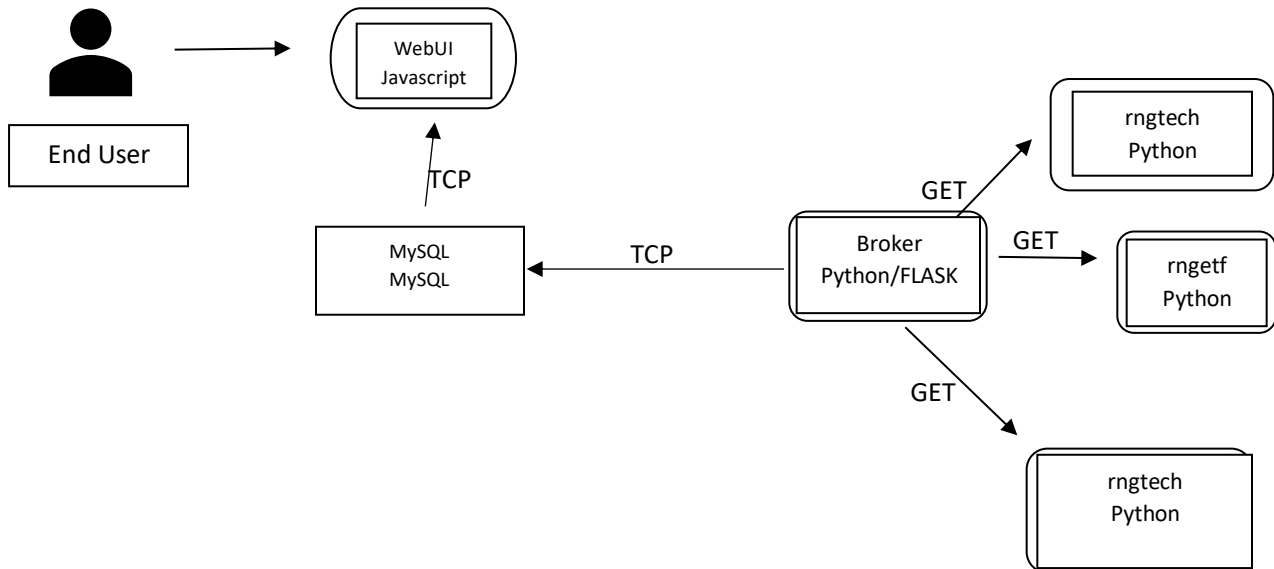 WebUI
Javascript
End User
TCP
MySQL
MySQL
TCP
Broker
Python/FLASK
GET
rngtech
Python
GET
rngetf
Python
GET
rngtech
Python